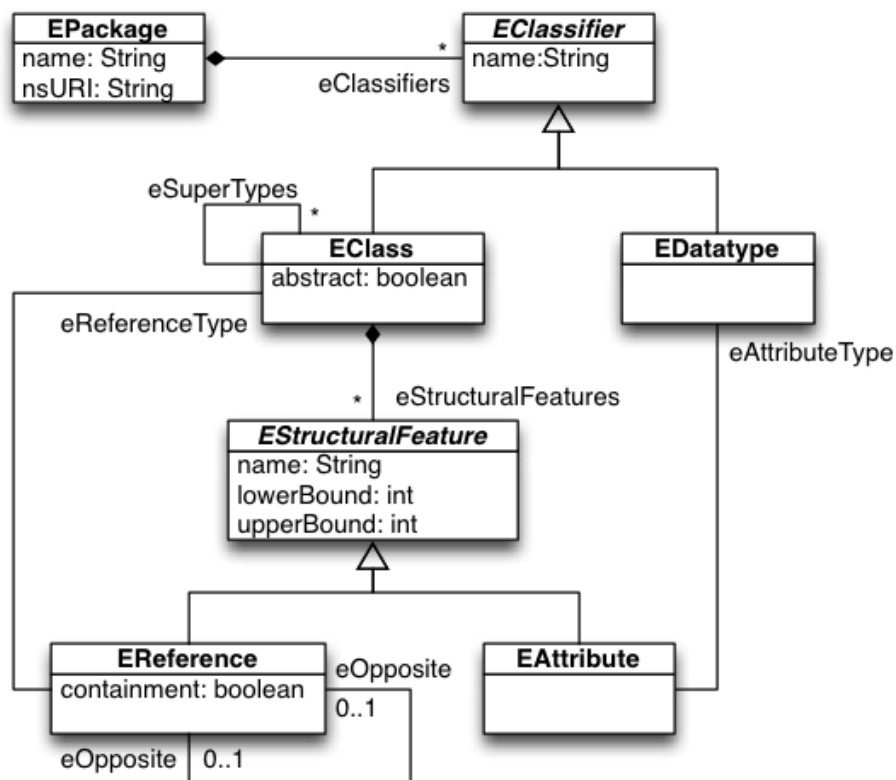 EPackage
name: String
nsURI: String
*
eClassifiers
EClassifier
name:String
eSuperTypes
*
EClass
abstract: boolean
EDatatype
eReferenceType
eAttributeType
*
eStructuralFeatures
EStructuralFeature
name: String
lowerBound: int
upperBound: int
EReference
containment: boolean
eOpposite
0..1
EAttribute
eOpposite
0..1